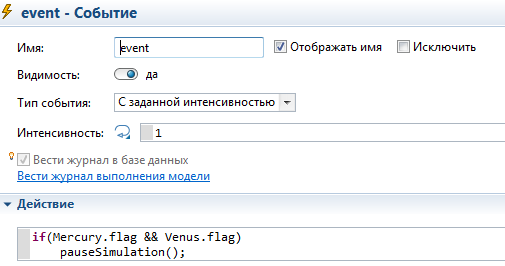 event - Событие
Имя: event Отображать имя Исключить
Видимость: да
Тип события: С заданной интенсивностью
Интенсивность: 1
Вести журнал в базе данных
Вести журнал выполнения модели
Действие
if(Mercury.flag && Venus.flag)
    pauseSimulation();